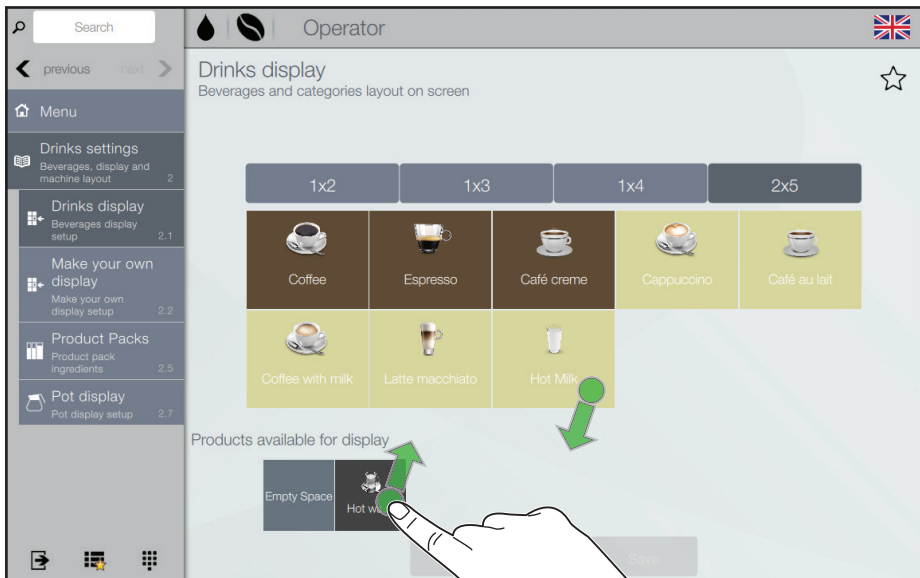 Search
previous
next
Menu
Drinks settings
Beverages, display and
machine layout 2
Drinks display
Beverages display
setup 2.1
Make your own
display
Make your own
display setup 2.2
Product Packs
Product pack
ingredients 2.5
Pot display
Pot display setup 2.7
Operator
Drinks display
Beverages and categories layout on screen
1x2 1x3 1x4 2x5
Coffee Espresso Café creme Cappuccino Café au lait
Coffee with milk Latte macchiato Hot Milk
Products available for display
Empty Space
Hot
Save